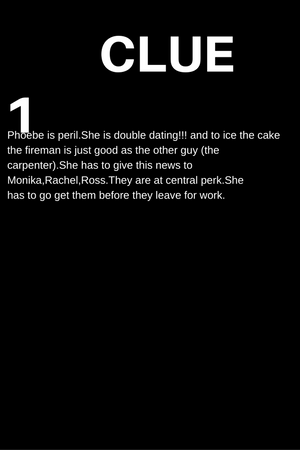 CLUE
1
Phoebe is peril.She is double dating!!! and to ice the cake
the fireman is just good as the other guy (the
carpenter).She has to give this news to
Monika,Rachel,Ross.They are at central perk.She
has to go get them before they leave for work.